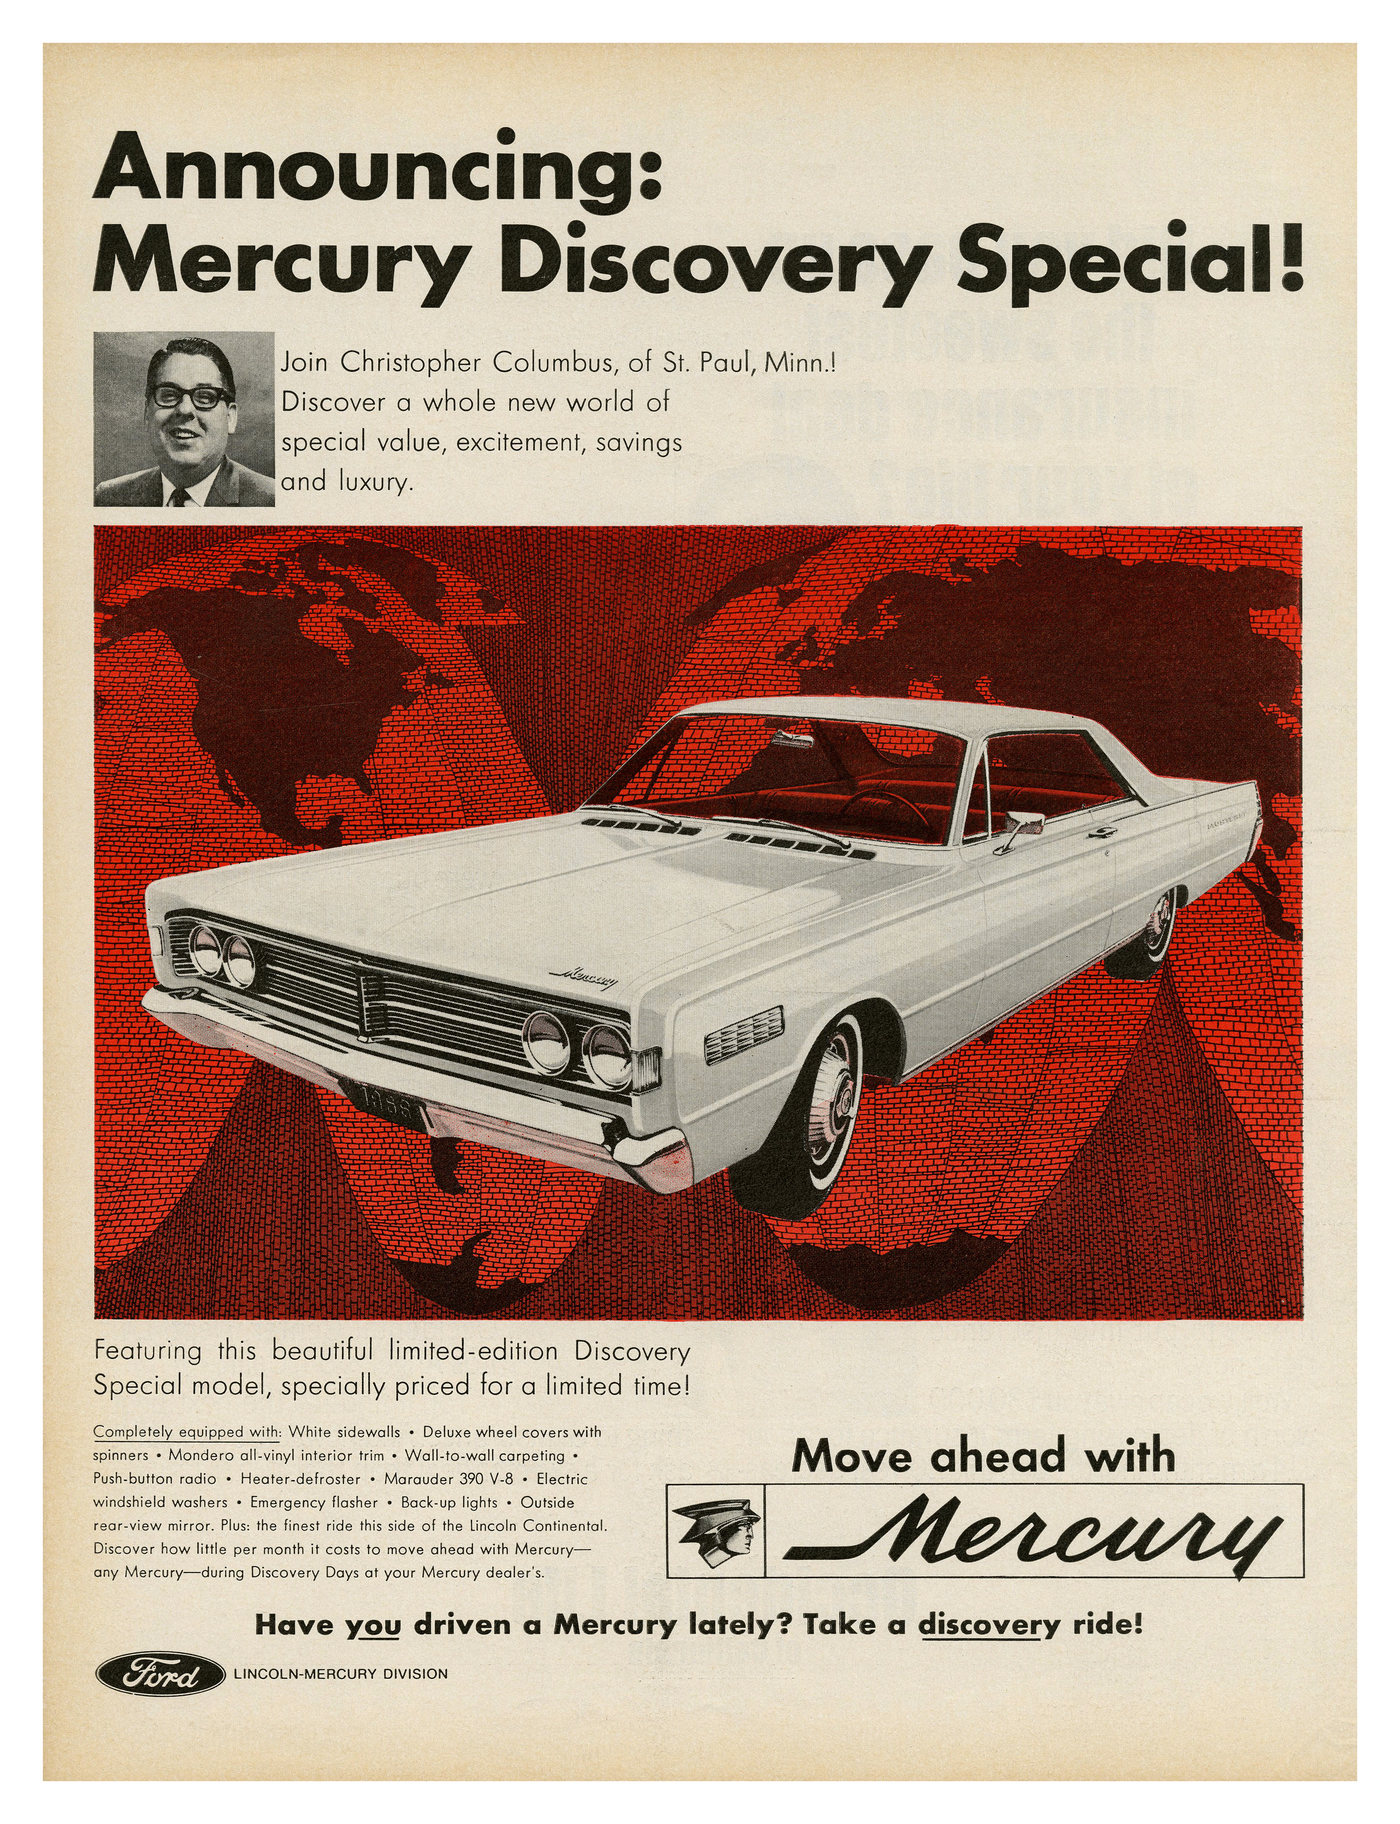 Announcing:
Mercury Discovery Special!
Join Christopher Columbus, of St. Paul, Minn.!
Discover a whole new world of
special value, excitement, savings
and luxury.
Mercury
Featuring this beautiful limited-edition Discovery
Special model, specially priced for a limited time!
Completely equipped with: White sidewalls • Deluxe wheel covers with
spinners • Mondero all-vinyl interior trim • Wall-to-wall carpeting •
Push-button radio • Heater-defroster • Marauder 390 V-8 • Electric
windshield washers • Emergency flasher • Back-up lights • Outside
rear-view mirror. Plus: the finest ride this side of the Lincoln Continental.
Discover how little per month it costs to move ahead with Mercury—
any Mercury—during Discovery Days at your Mercury dealer's.
Move ahead with
Mercury
Have you driven a Mercury lately? Take a discovery ride!
Ford LINCOLN-MERCURY DIVISION